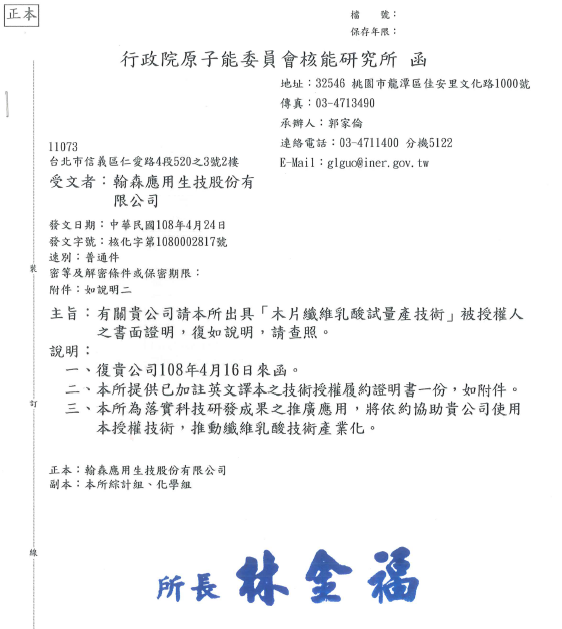 正本
檔　　號：
保存年限：
行政院原子能委員會核能研究所 函
地址：32546 桃園市龍潭區佳安里文化路1000號
傳真：03-4713490
承辦人：郭家倫
連絡電話：03-4711400 分機5122
E-Mail：glguo@iner.gov.tw
11073
台北市信義區仁愛路4段520之3號2樓
受文者：翰森應用生技股份有
限公司
發文日期：中華民國108年4月24日
發文字號：核化字第1080002817號
速別：普通件
密等及解密條件或保密期限：
附件：如說明二
主旨：有關貴公司請本所出具「木片纖維乳酸試量產技術」被授權人
之書面證明，復如說明，請查照。
說明：
一、復貴公司108年4月16日來函。
二、本所提供已加註英文譯本之技術授權履約證明書一份，如附件。
三、本所為落實科技研發成果之推廣應用，將依約協助貴公司使用
本授權技術，推動纖維乳酸技術產業化。
正本：翰森應用生技股份有限公司
副本：本所綜計組、化學組
所長 林金福
裝
訂
線